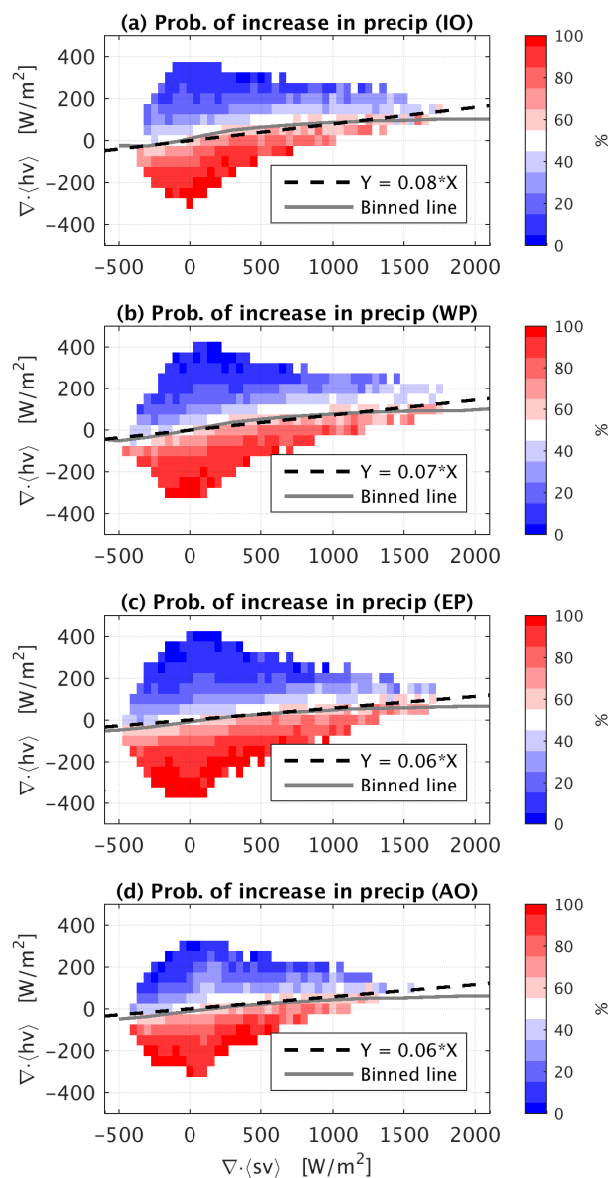 (a) Prob. of increase in precip (IO)
400
200
0
−200
−400
∇·⟨hv⟩ [W/m²]
Y = 0.08*X
Binned line
−500 0 500 1000 1500 2000
100
80
60
40
20
0
%
(b) Prob. of increase in precip (WP)
400
200
0
−200
−400
∇·⟨hv⟩ [W/m²]
Y = 0.07*X
Binned line
−500 0 500 1000 1500 2000
100
80
60
40
20
0
%
(c) Prob. of increase in precip (EP)
400
200
0
−200
−400
∇·⟨hv⟩ [W/m²]
Y = 0.06*X
Binned line
−500 0 500 1000 1500 2000
100
80
60
40
20
0
%
(d) Prob. of increase in precip (AO)
400
200
0
−200
−400
∇·⟨hv⟩ [W/m²]
Y = 0.06*X
Binned line
−500 0 500 1000 1500 2000
∇·⟨sv⟩ [W/m²]
100
80
60
40
20
0
%